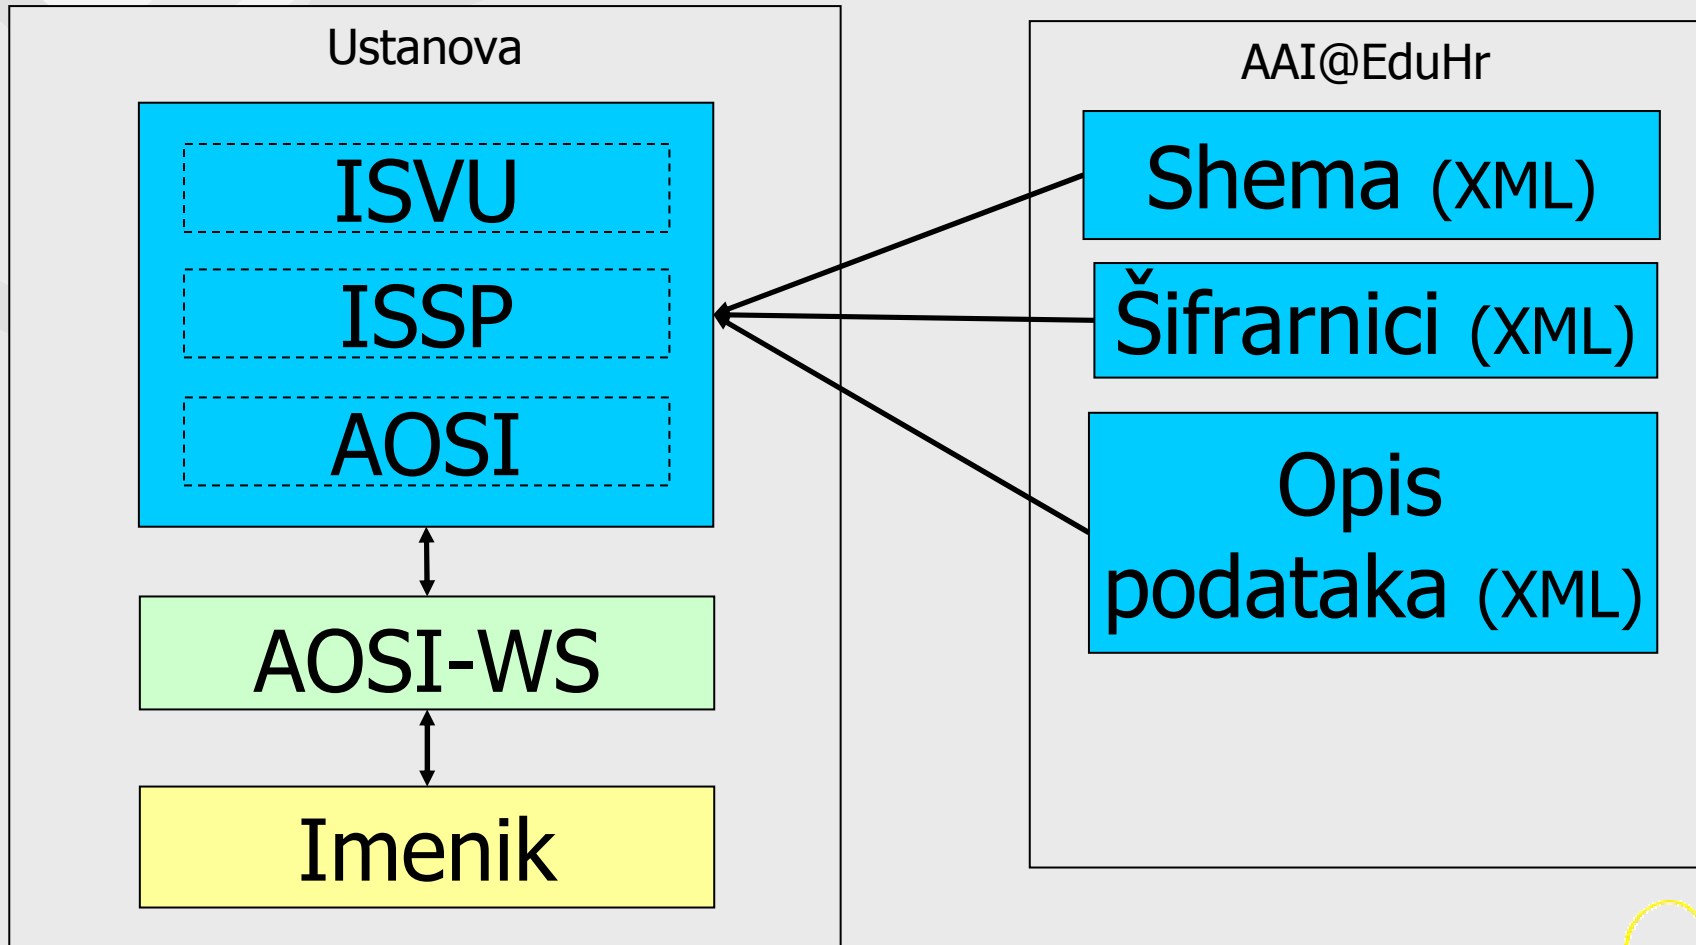 Ustanova
ISVU
ISSP
AOSI
AOSI-WS
Imenik
AAI@EduHr
Shema (XML)
Šifrarnici (XML)
Opis
podataka (XML)